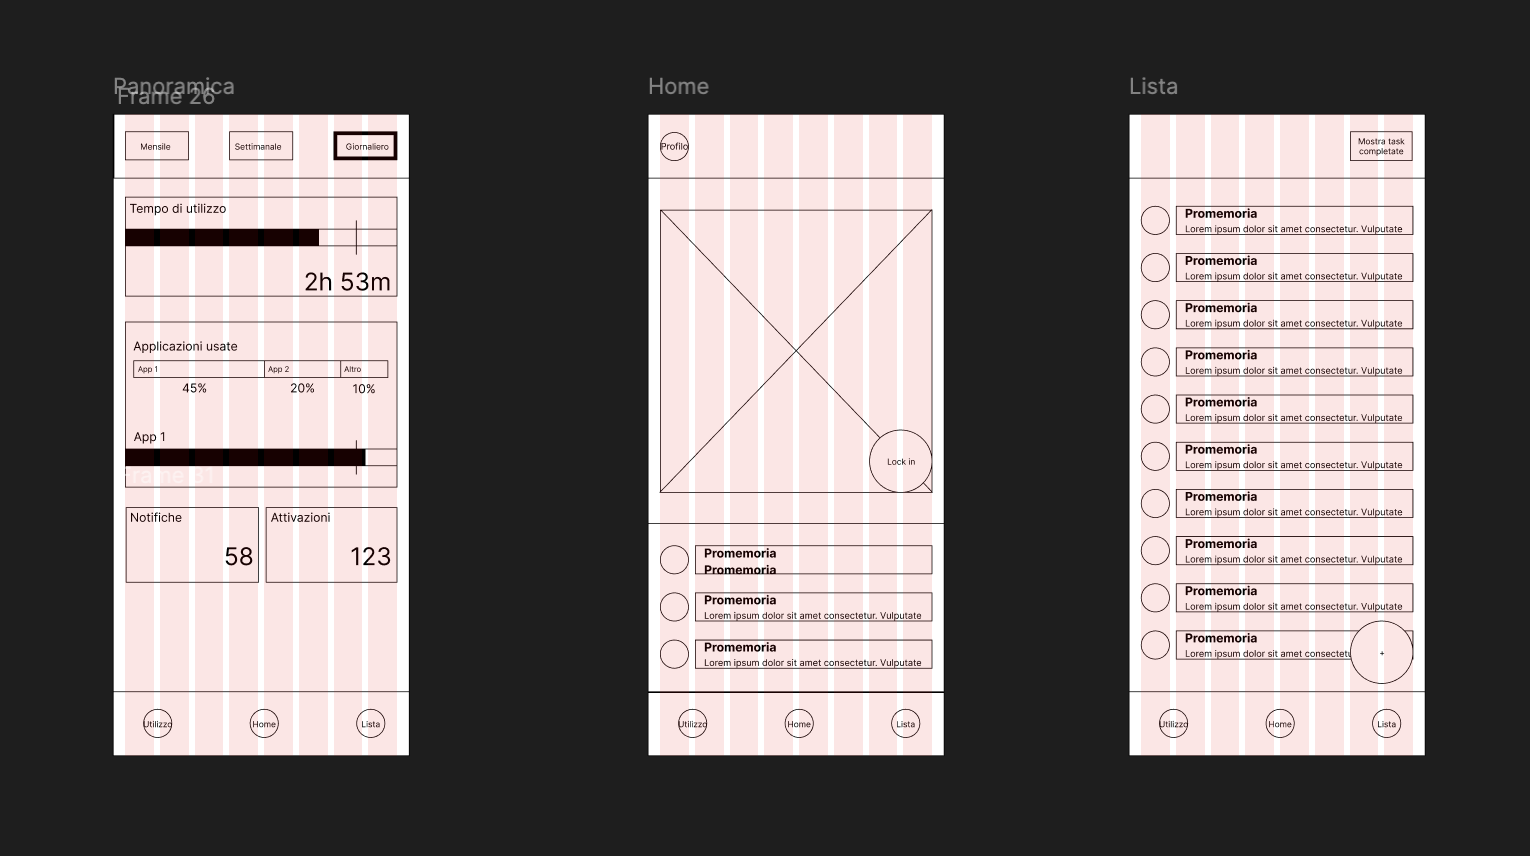 Panoramica
Frame 26
Mensile
Settimanale
Giornaliero
Tempo di utilizzo
2h 53m
Applicazioni usate
App 1
App 2
Altro
45%
20%
10%
App 1
Frame 31
Notifiche
58
Attivazioni
123
Utilizzo
Home
Lista
Home
Profilo
Lock in
Promemoria
Promemoria
Promemoria
Lorem ipsum dolor sit amet consectetur. Vulputate
Promemoria
Lorem ipsum dolor sit amet consectetur. Vulputate
Utilizzo
Home
Lista
Lista
Mostra task
completate
Promemoria
Lorem ipsum dolor sit amet consectetur. Vulputate
Promemoria
Lorem ipsum dolor sit amet consectetur. Vulputate
Promemoria
Lorem ipsum dolor sit amet consectetur. Vulputate
Promemoria
Lorem ipsum dolor sit amet consectetur. Vulputate
Promemoria
Lorem ipsum dolor sit amet consectetur. Vulputate
Promemoria
Lorem ipsum dolor sit amet consectetur. Vulputate
Promemoria
Lorem ipsum dolor sit amet consectetur. Vulputate
Promemoria
Lorem ipsum dolor sit amet consectetur. Vulputate
Promemoria
Lorem ipsum dolor sit amet consectetur. Vulputate
Promemoria
Lorem ipsum dolor sit amet consectetur. Vulputa
+
Utilizzo
Home
Lista